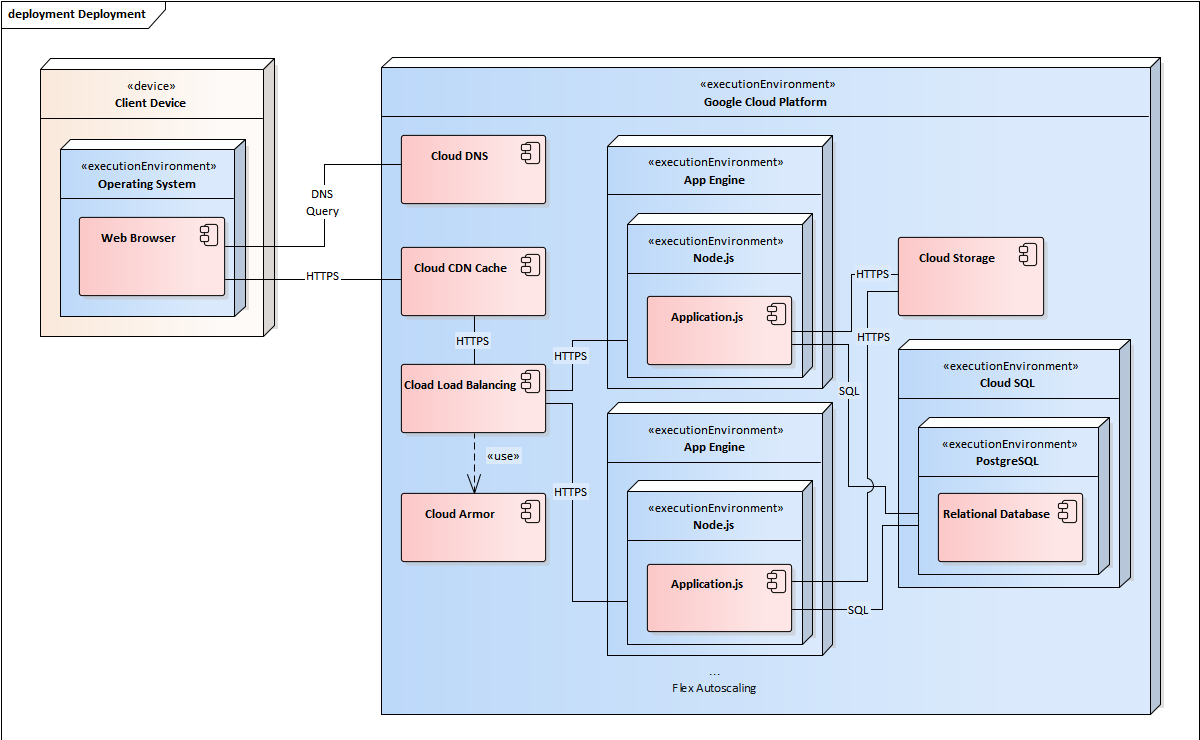 deployment Deployment
«device»
Client Device
«executionEnvironment»
Operating System
Web Browser
DNS
Query
HTTPS
«executionEnvironment»
Google Cloud Platform
Cloud DNS
Cloud CDN Cache
HTTPS
Cload Load Balancing
«use»
Cloud Armor
HTTPS
HTTPS
«executionEnvironment»
App Engine
«executionEnvironment»
Node.js
Application.js
«executionEnvironment»
App Engine
«executionEnvironment»
Node.js
Application.js
...
Flex Autoscaling
HTTPS
HTTPS
SQL
SQL
Cloud Storage
«executionEnvironment»
Cloud SQL
«executionEnvironment»
PostgreSQL
Relational Database